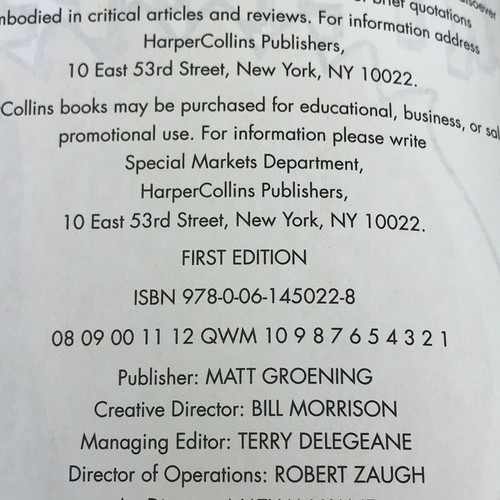 brief quotations
embodied in critical articles and reviews. For information address
HarperCollins Publishers,
10 East 53rd Street, New York, NY 10022.
Collins books may be purchased for educational, business, or sal
promotional use. For information please write
Special Markets Department,
HarperCollins Publishers,
10 East 53rd Street, New York, NY 10022.
FIRST EDITION
ISBN 978-0-06-145022-8
08 09 00 11 12 QWM 10 9 8 7 6 5 4 3 2 1
Publisher: MATT GROENING
Creative Director: BILL MORRISON
Managing Editor: TERRY DELEGEANE
Director of Operations: ROBERT ZAUGH